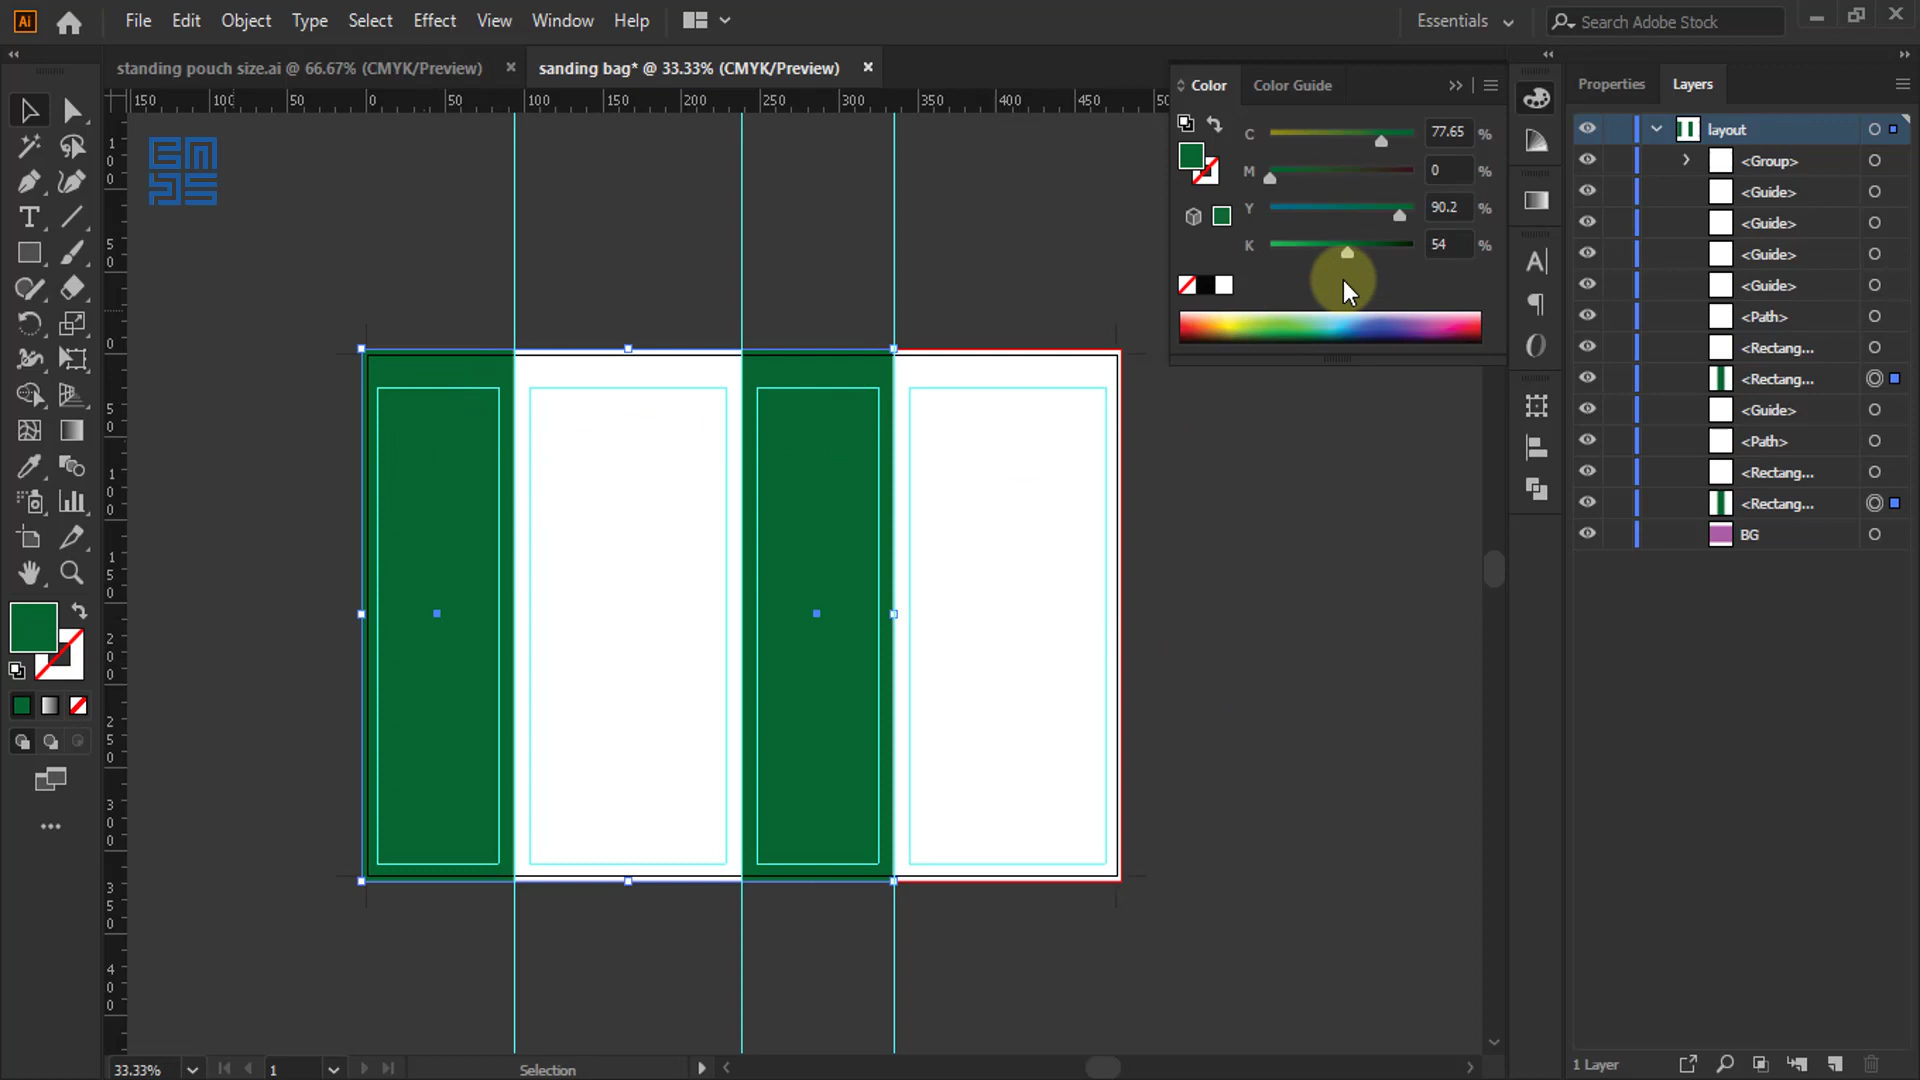 Ai File Edit Object Type Select Effect View Window Help Essentials Search Adobe Stock
standing pouch size.ai @ 66.67% (CMYK/Preview) × sanding bag* @ 33.33% (CMYK/Preview) ×
150 100 50 0 50 100 150 200 250 300 350 400 450
Color Color Guide
C 77.65 %
M 0 %
Y 90.2 %
K 54 %
Properties Layers
layout
<Group>
<Guide>
<Guide>
<Guide>
<Guide>
<Path>
<Rectang...
<Rectang...
<Guide>
<Path>
<Rectang...
<Rectang...
BG
33.33% 1 Selection
1 Layer